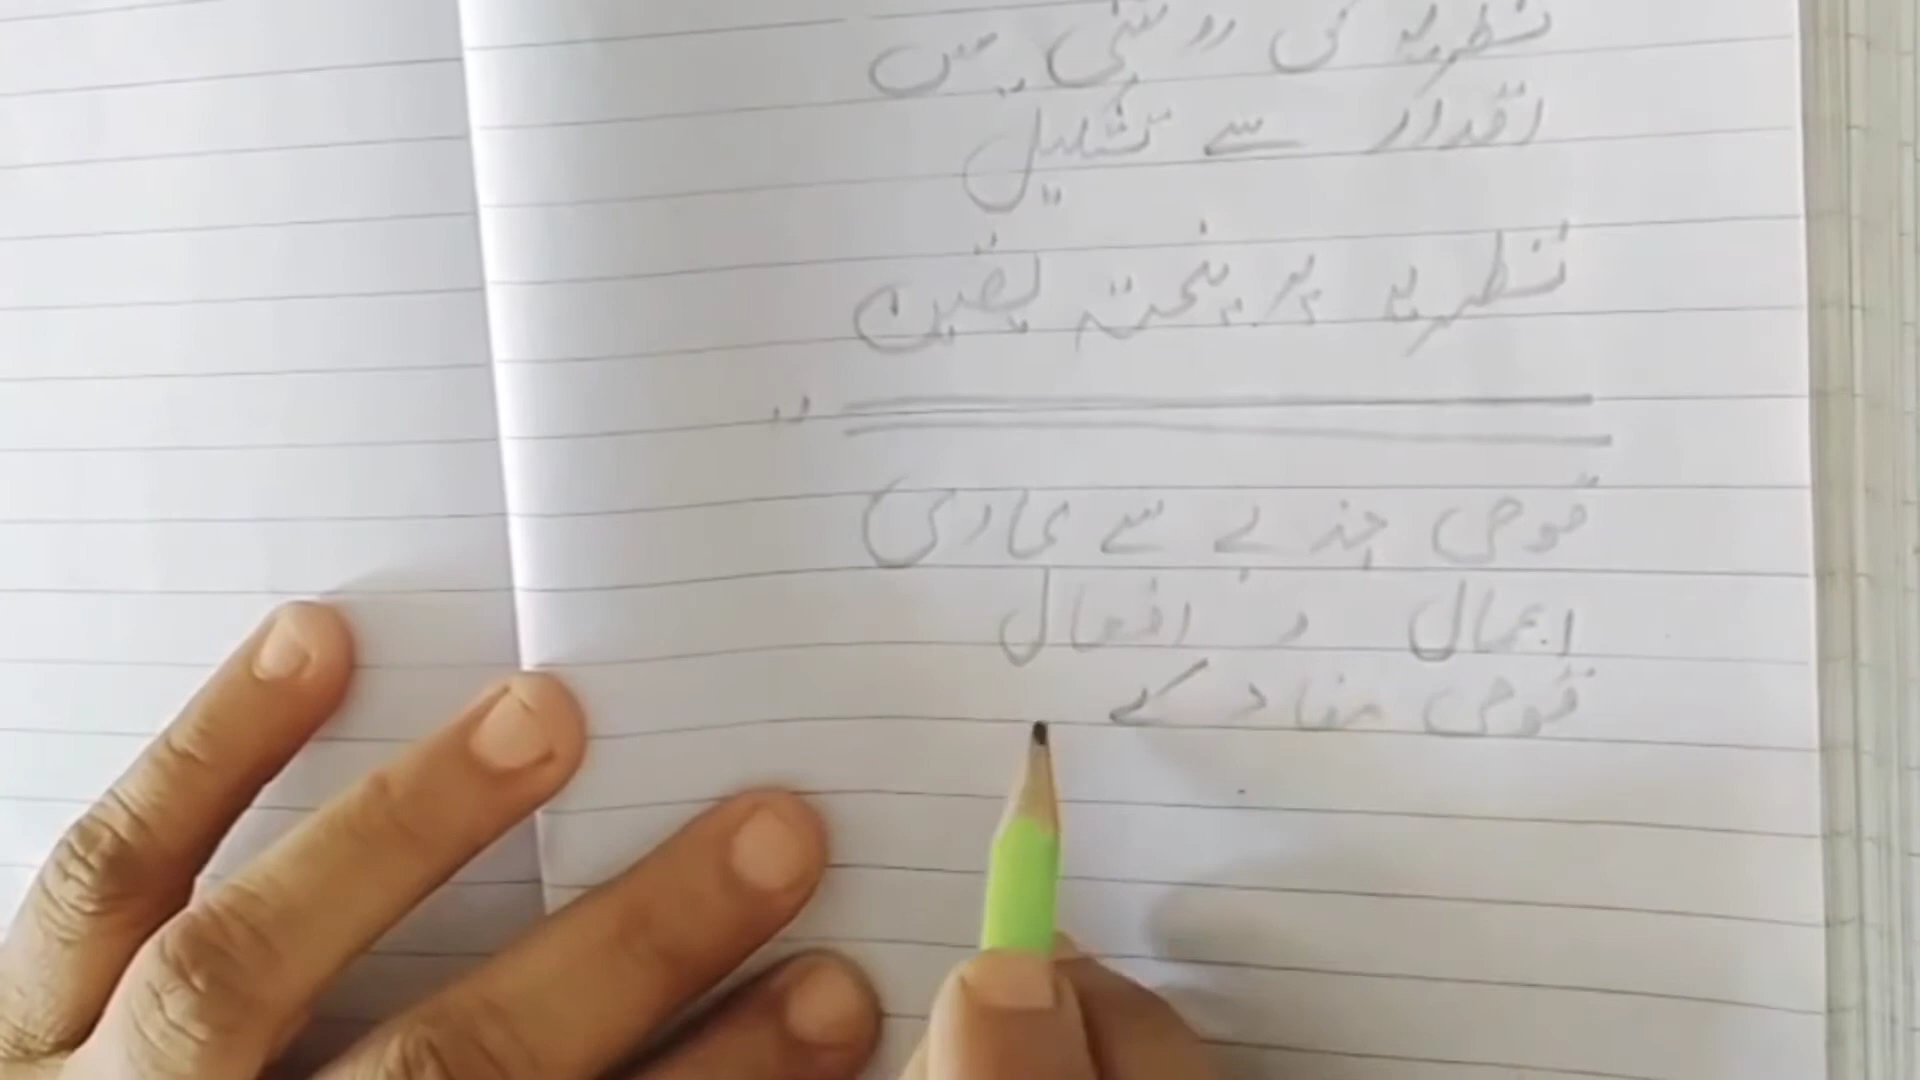 نظریہ کی روشنی میں
اقدار سے تشکیل
نظریہ پر پختہ یقین
قومی جذبے سے عاری
اعمال و افعال
قومی مفاد کے